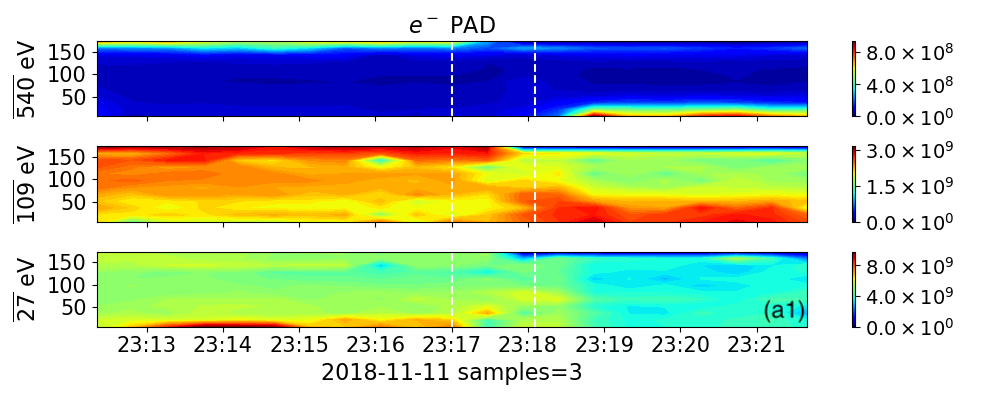 e⁻ PAD
540 eV
150
100
50
8.0 × 10⁸
4.0 × 10⁸
0.0 × 10⁰
109 eV
150
100
50
3.0 × 10⁹
1.5 × 10⁹
0.0 × 10⁰
27 eV
150
100
50
(a1)
8.0 × 10⁹
4.0 × 10⁹
0.0 × 10⁰
23:13 23:14 23:15 23:16 23:17 23:18 23:19 23:20 23:21
2018-11-11 samples=3